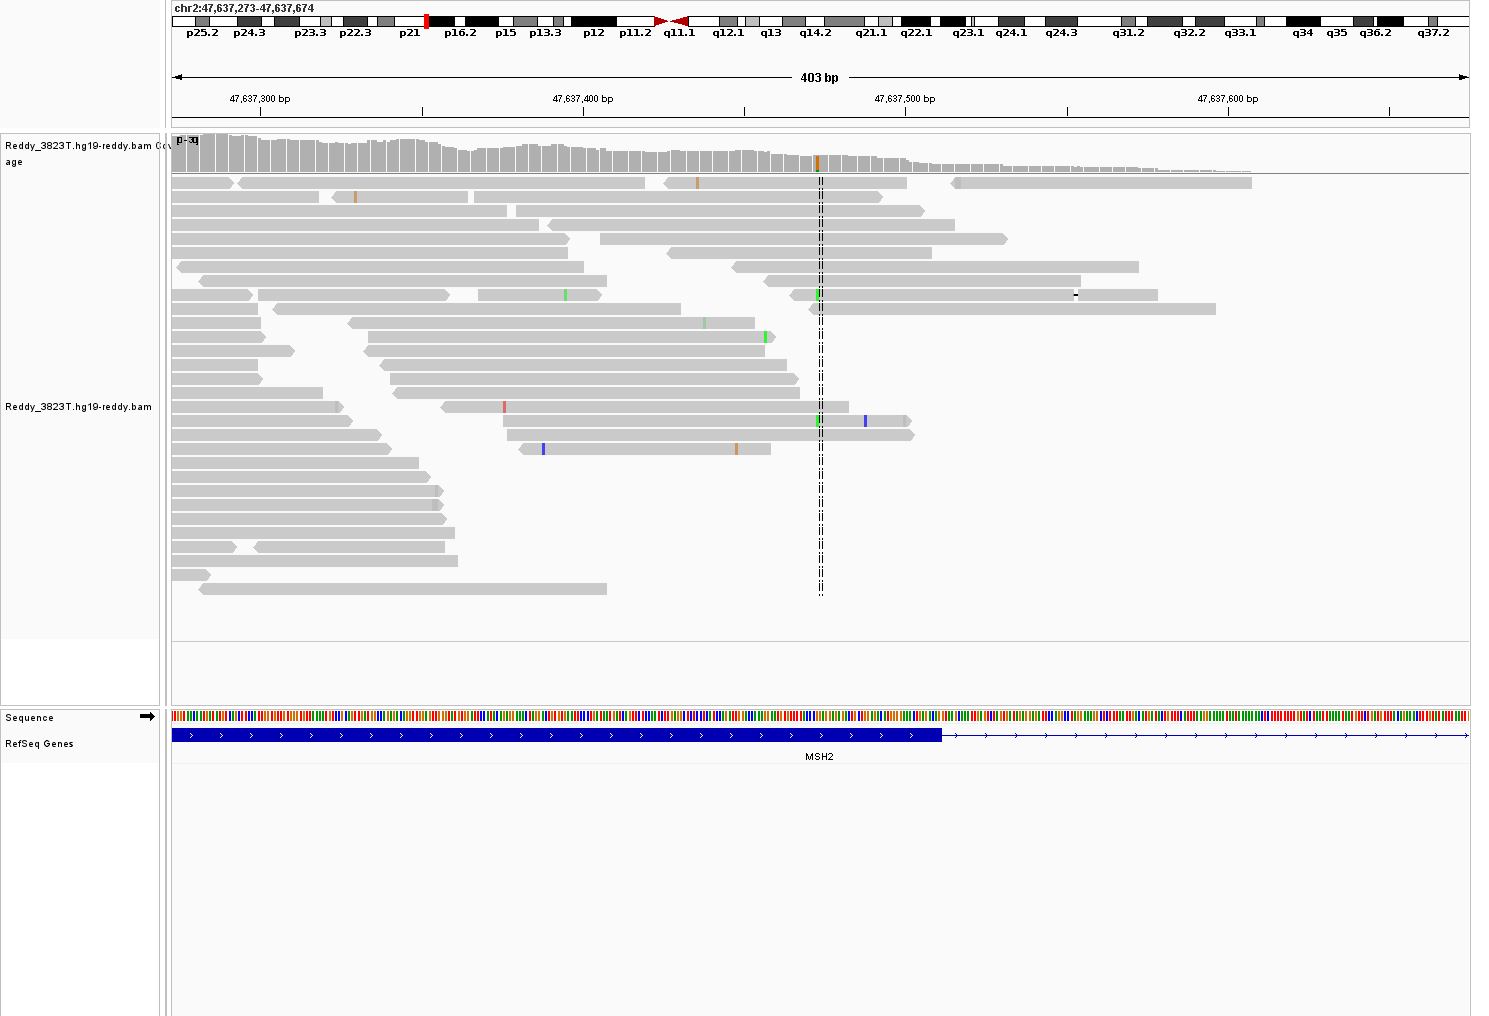 chr2:47,637,273-47,637,674
p25.2 p24.3 p23.3 p22.3 p21 p16.2 p15 p13.3 p12 p11.2 q11.1 q12.1 q13 q14.2 q21.1 q22.1 q23.1 q24.1 q24.3 q31.2 q32.2 q33.1 q34 q35 q36.2 q37.2
403 bp
47,637,300 bp 47,637,400 bp 47,637,500 bp 47,637,600 bp
Reddy_3823T.hg19-reddy.bam Cov
age
Reddy_3823T.hg19-reddy.bam
Sequence
RefSeq Genes
MSH2